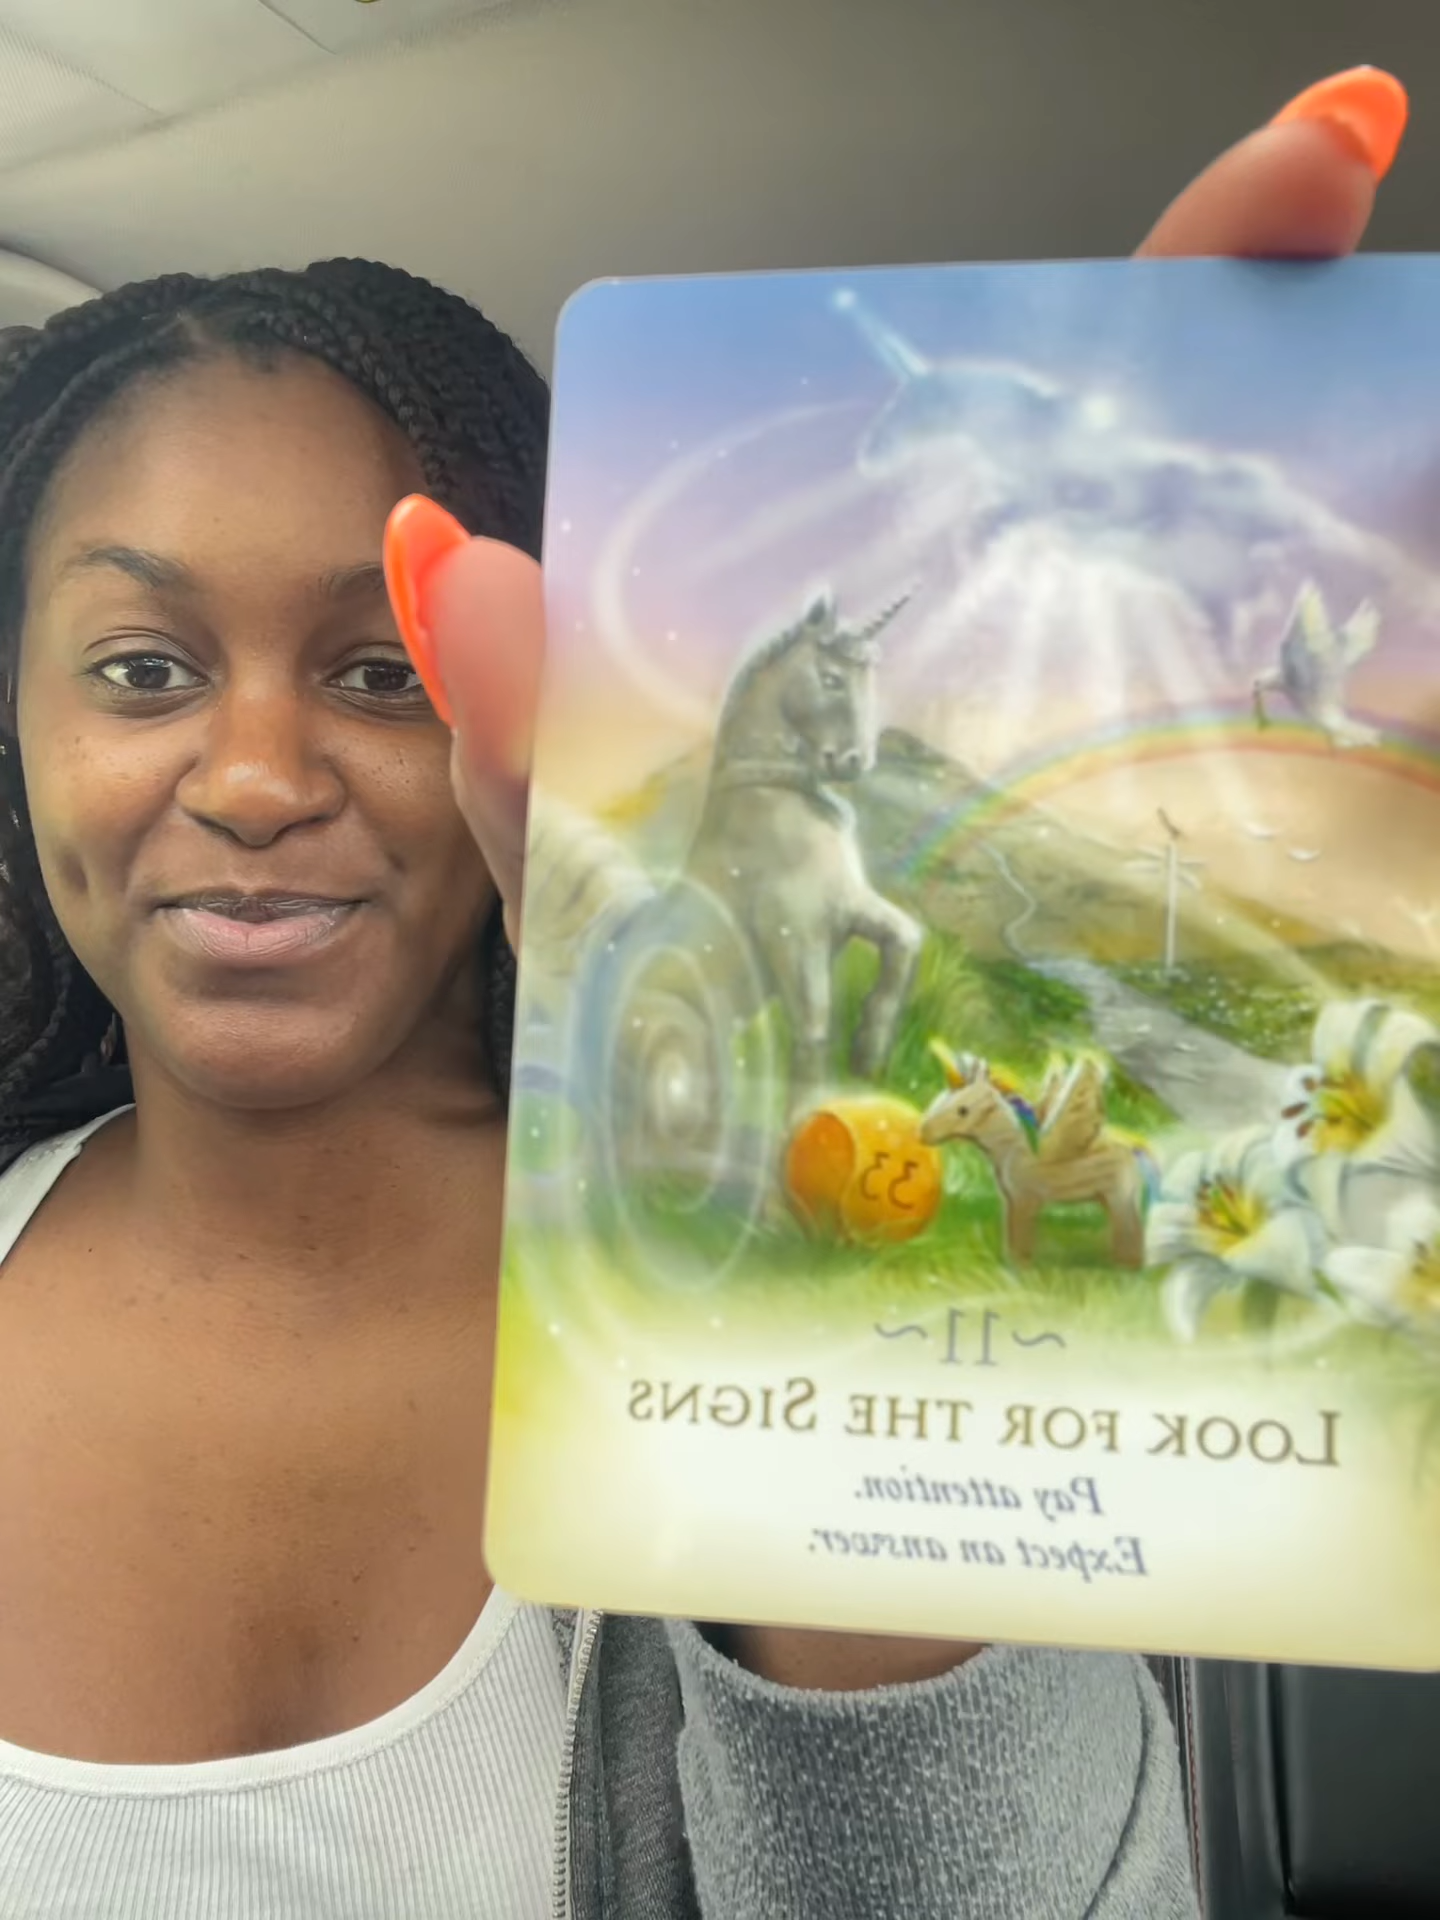 33
~11~
LOOK FOR THE SIGNS
Pay attention.
Expect an answer.